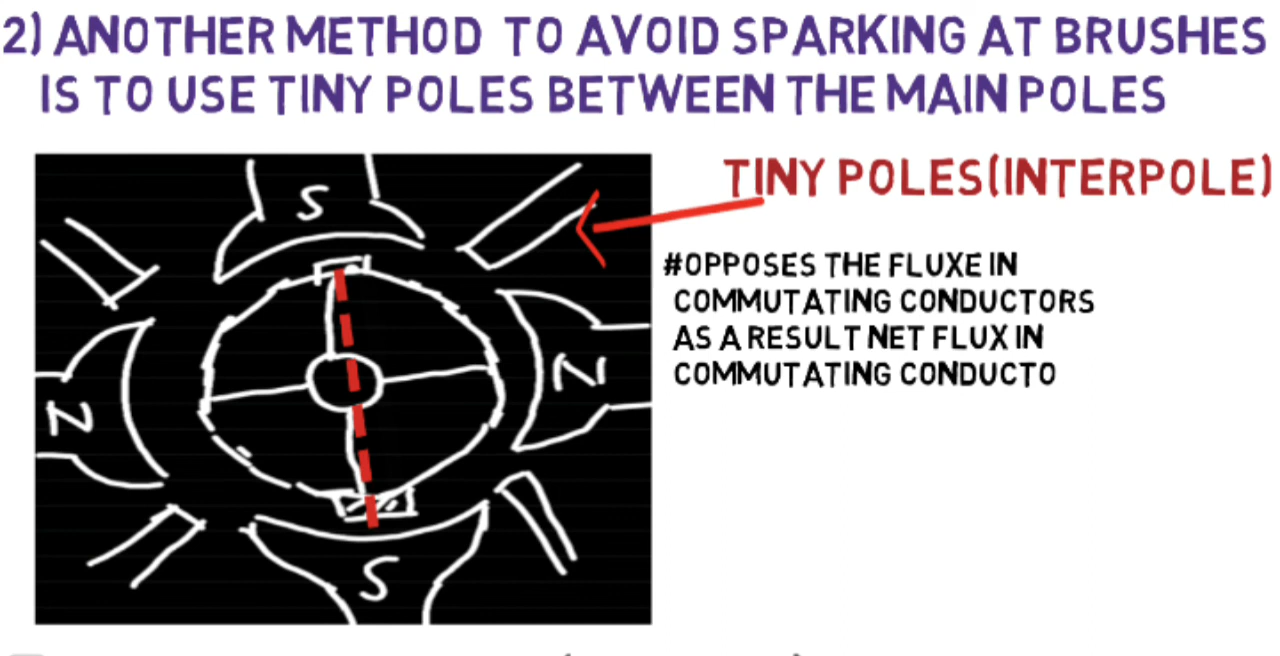 2) ANOTHER METHOD TO AVOID SPARKING AT BRUSHES
IS TO USE TINY POLES BETWEEN THE MAIN POLES
TINY POLES(INTERPOLE)
S
#OPPOSES THE FLUXE IN
COMMUTATING CONDUCTORS
AS A RESULT NET FLUX IN
COMMUTATING CONDUCTO
N
N
S